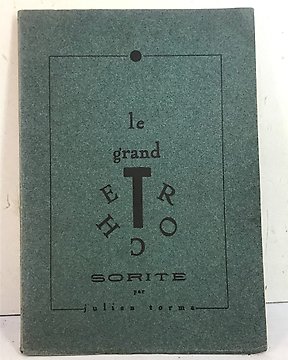 le
grand
TROCHE
SORITE
par
julien torma